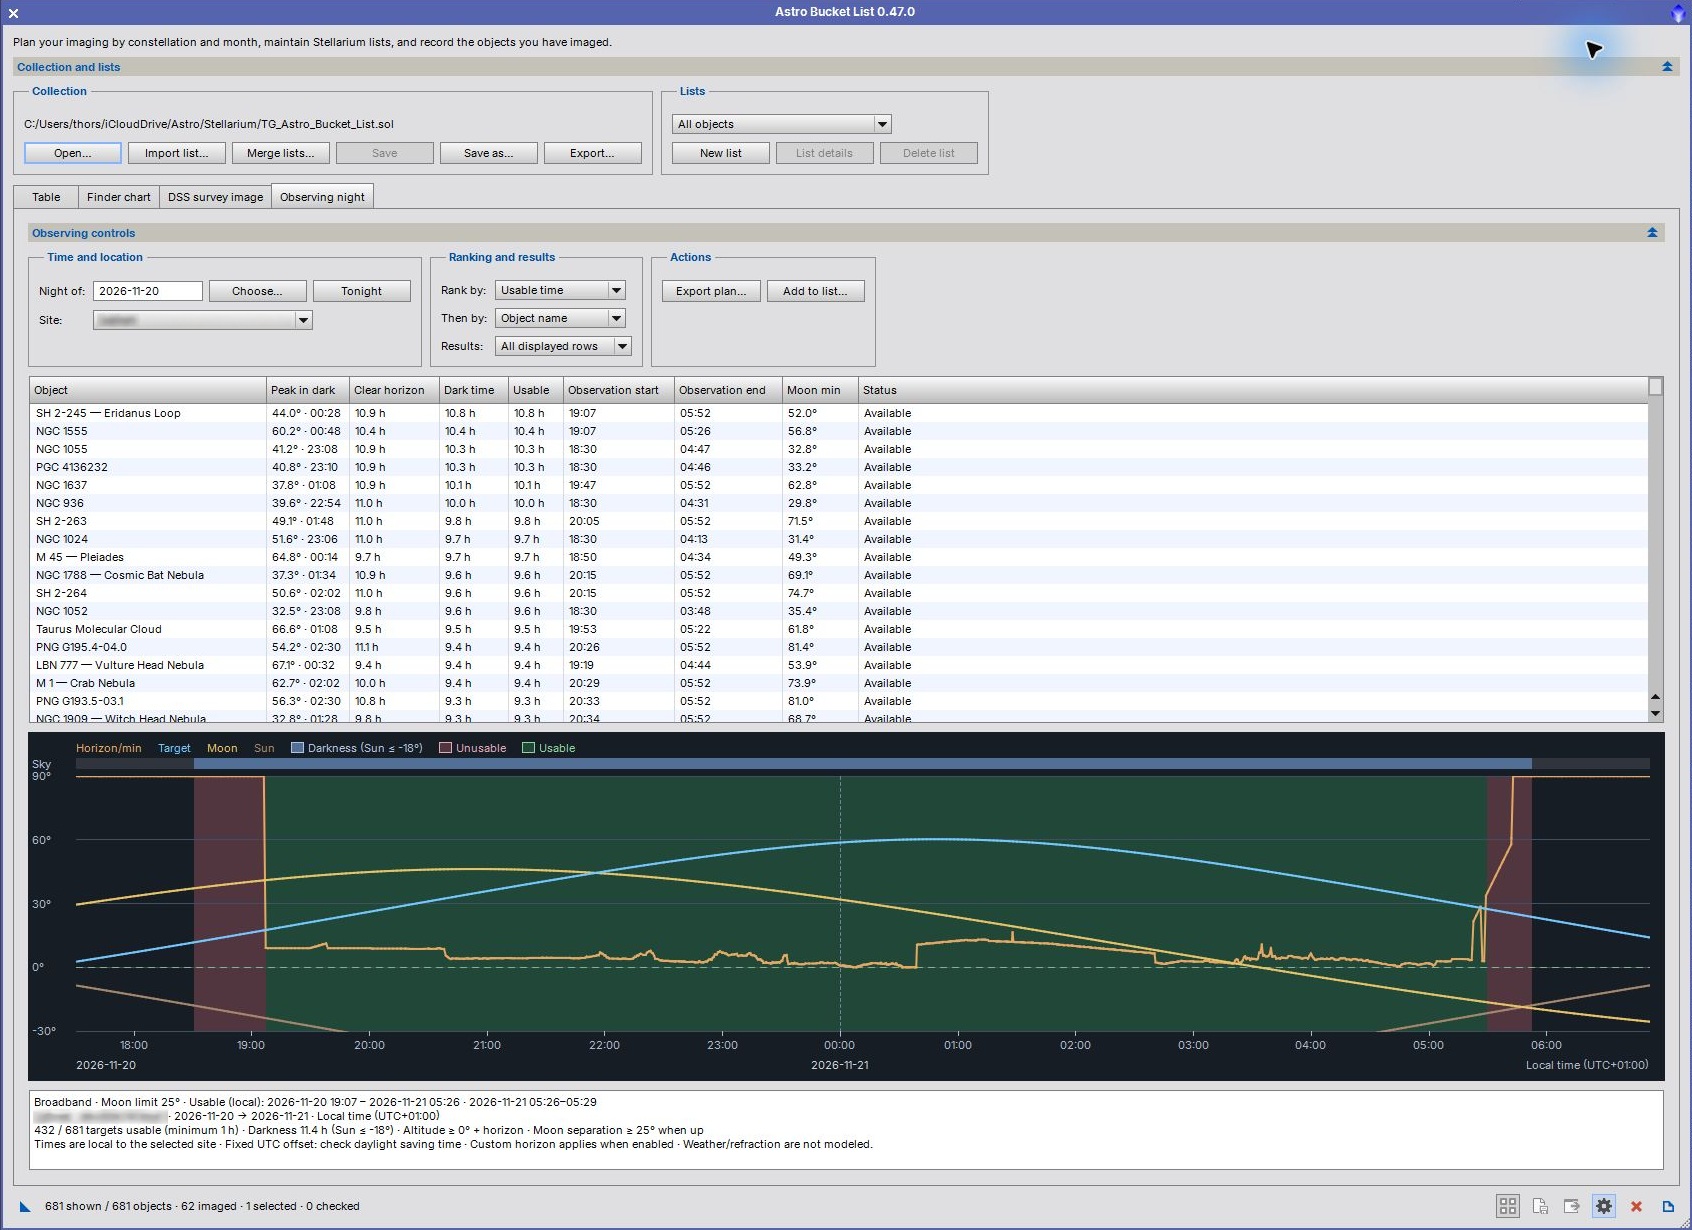 Astro Bucket List 0.47.0
Plan your imaging by constellation and month, maintain Stellarium lists, and record the objects you have imaged.
Collection and lists
Collection
C:/Users/thors/iCloudDrive/Astro/Stellarium/TG_Astro_Bucket_List.sol
Open... Import list... Merge lists... Save Save as... Export...
Lists
All objects
New list List details Delete list
Table Finder chart DSS survey image Observing night
Observing controls
Time and location
Night of: 2026-11-20 Choose... Tonight
Site:
Ranking and results
Rank by: Usable time
Then by: Object name
Results: All displayed rows
Actions
Export plan... Add to list...
Object Peak in dark Clear horizon Dark time Usable Observation start Observation end Moon min Status
SH 2-245 — Eridanus Loop 44.0° · 00:28 10.9 h 10.8 h 10.8 h 19:07 05:52 52.0° Available
NGC 1555 60.2° · 00:48 10.4 h 10.4 h 10.4 h 19:07 05:26 56.8° Available
NGC 1055 41.2° · 23:08 10.9 h 10.3 h 10.3 h 18:30 04:47 32.8° Available
PGC 4136232 40.8° · 23:10 10.9 h 10.3 h 10.3 h 18:30 04:46 33.2° Available
NGC 1637 37.8° · 01:08 10.9 h 10.1 h 10.1 h 19:47 05:52 62.8° Available
NGC 936 39.6° · 22:54 11.0 h 10.0 h 10.0 h 18:30 04:31 29.8° Available
SH 2-263 49.1° · 01:48 11.0 h 9.8 h 9.8 h 20:05 05:52 71.5° Available
NGC 1024 51.6° · 23:06 11.0 h 9.7 h 9.7 h 18:30 04:13 31.4° Available
M 45 — Pleiades 64.8° · 00:14 9.7 h 9.7 h 9.7 h 18:50 04:34 49.3° Available
NGC 1788 — Cosmic Bat Nebula 37.3° · 01:34 10.9 h 9.6 h 9.6 h 20:15 05:52 69.1° Available
SH 2-264 50.6° · 02:02 11.0 h 9.6 h 9.6 h 20:15 05:52 74.7° Available
NGC 1052 32.5° · 23:08 9.8 h 9.6 h 9.6 h 18:30 03:48 35.4° Available
Taurus Molecular Cloud 66.6° · 01:08 9.5 h 9.5 h 9.5 h 19:53 05:22 61.8° Available
PNG G195.4-04.0 54.2° · 02:30 11.1 h 9.4 h 9.4 h 20:26 05:52 81.4° Available
LBN 777 — Vulture Head Nebula 67.1° · 00:32 9.4 h 9.4 h 9.4 h 19:19 04:44 53.9° Available
M 1 — Crab Nebula 62.7° · 02:02 10.0 h 9.4 h 9.4 h 20:29 05:52 73.9° Available
PNG G193.5-03.1 56.3° · 02:30 10.8 h 9.3 h 9.3 h 20:33 05:52 81.0° Available
NGC 1909 — Witch Head Nebula 32.8° · 01:28 9.8 h 9.3 h 9.3 h 20:34 05:52 68.7° Available
Horizon/min Target Moon Sun Darkness (Sun ≤ -18°) Unusable Usable
Sky
90°
60°
30°
0°
-30°
18:00 19:00 20:00 21:00 22:00 23:00 00:00 01:00 02:00 03:00 04:00 05:00 06:00
2026-11-20 2026-11-21 Local time (UTC+01:00)
Broadband · Moon limit 25° · Usable (local): 2026-11-20 19:07 – 2026-11-21 05:26 · 2026-11-21 05:26–05:29
· 2026-11-20 → 2026-11-21 · Local time (UTC+01:00)
432 / 681 targets usable (minimum 1 h) · Darkness 11.4 h (Sun ≤ -18°) · Altitude ≥ 0° + horizon · Moon separation ≥ 25° when up
Times are local to the selected site · Fixed UTC offset: check daylight saving time · Custom horizon applies when enabled · Weather/refraction are not modeled.
681 shown / 681 objects · 62 imaged · 1 selected · 0 checked